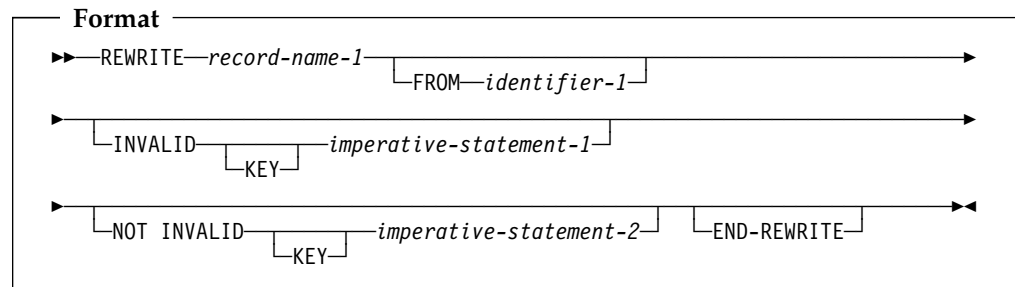 Format
REWRITE record-name-1
FROM identifier-1
INVALID imperative-statement-1
KEY
NOT INVALID imperative-statement-2 END-REWRITE
KEY